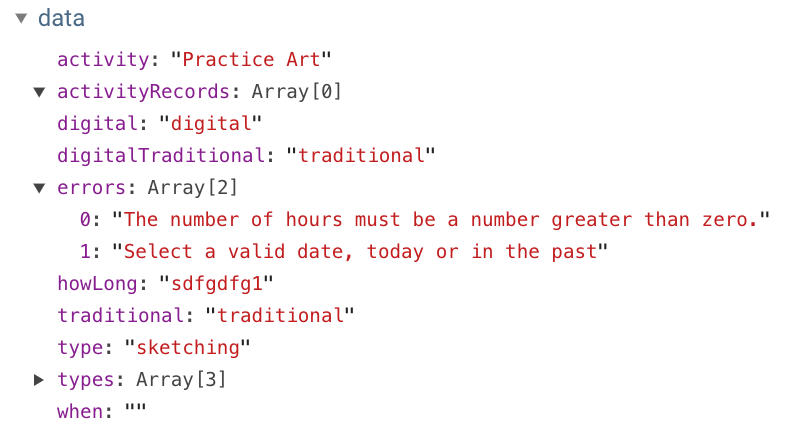 data
activity: "Practice Art"
activityRecords: Array[0]
digital: "digital"
digitalTraditional: "traditional"
errors: Array[2]
0: "The number of hours must be a number greater than zero."
1: "Select a valid date, today or in the past"
howLong: "sdfgdfg1"
traditional: "traditional"
type: "sketching"
types: Array[3]
when: ""